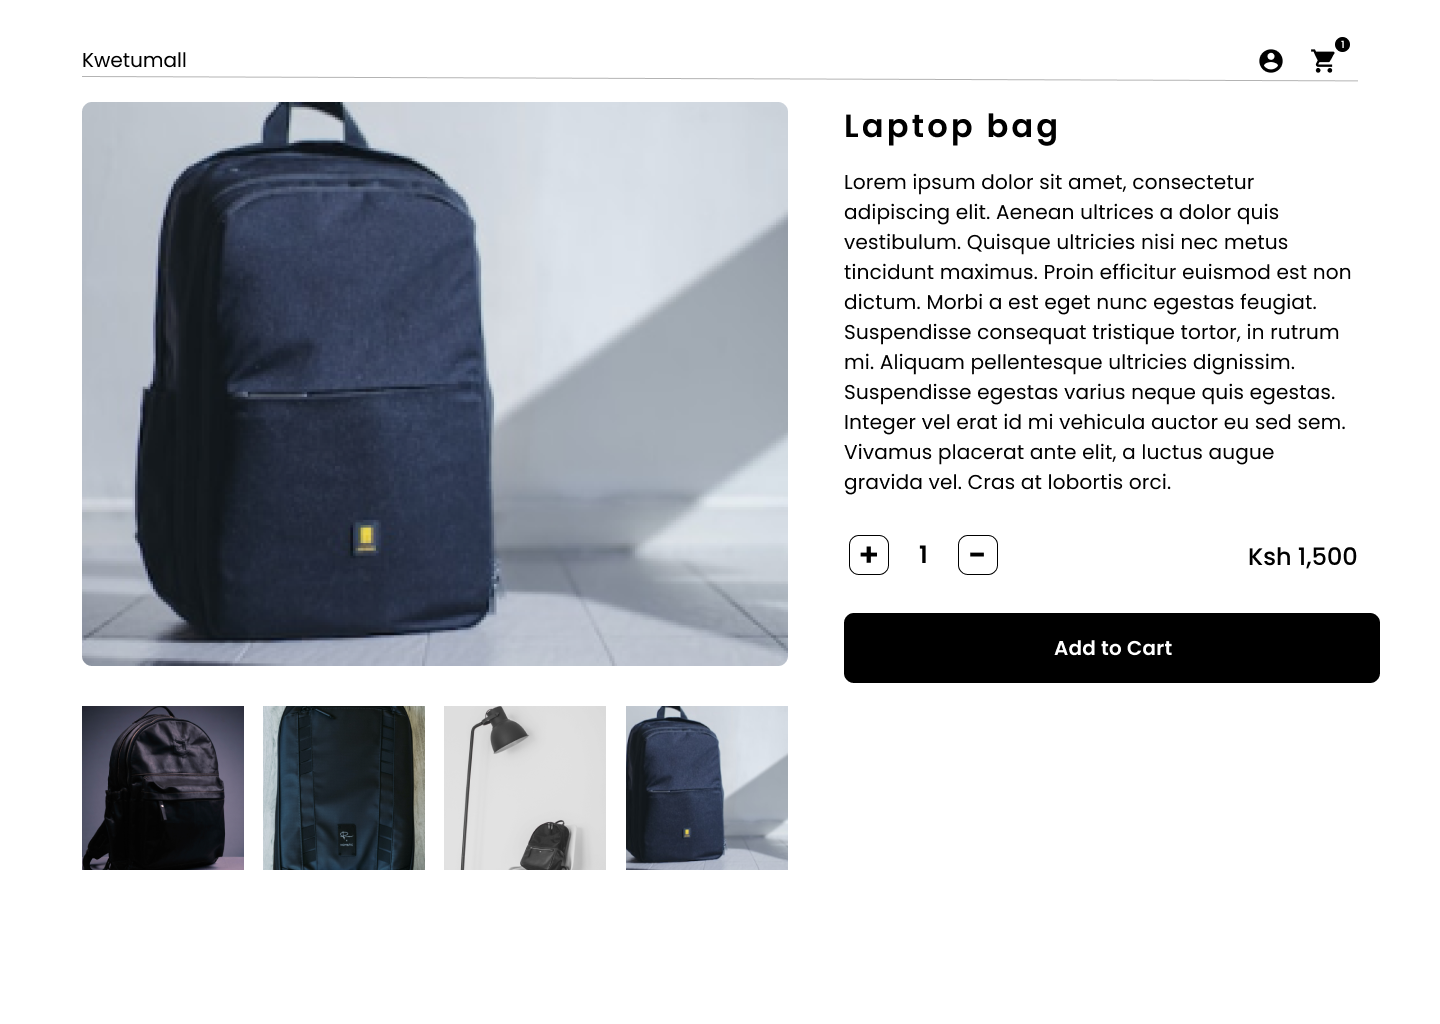 Kwetumall
1
Laptop bag
Lorem ipsum dolor sit amet, consectetur
adipiscing elit. Aenean ultrices a dolor quis
vestibulum. Quisque ultricies nisi nec metus
tincidunt maximus. Proin efficitur euismod est non
dictum. Morbi a est eget nunc egestas feugiat.
Suspendisse consequat tristique tortor, in rutrum
mi. Aliquam pellentesque ultricies dignissim.
Suspendisse egestas varius neque quis egestas.
Integer vel erat id mi vehicula auctor eu sed sem.
Vivamus placerat ante elit, a luctus augue
gravida vel. Cras at lobortis orci.
+ 1 − Ksh 1,500
Add to Cart